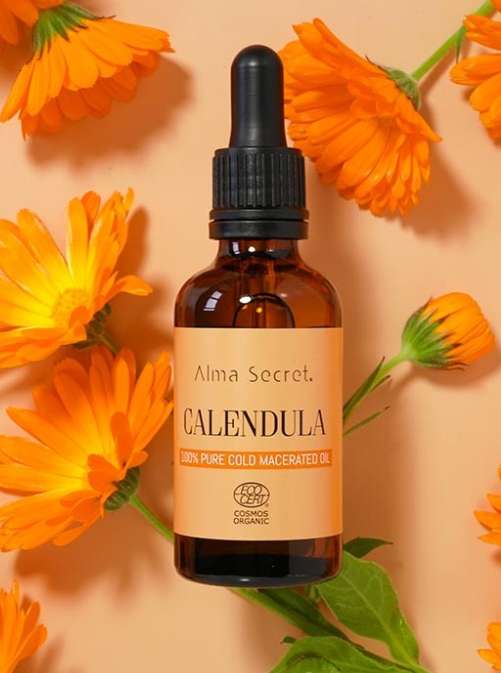 Alma Secret.
CALENDULA
100% PURE COLD MACERATED OIL
ECO
CERT®
COSMOS
ORGANIC